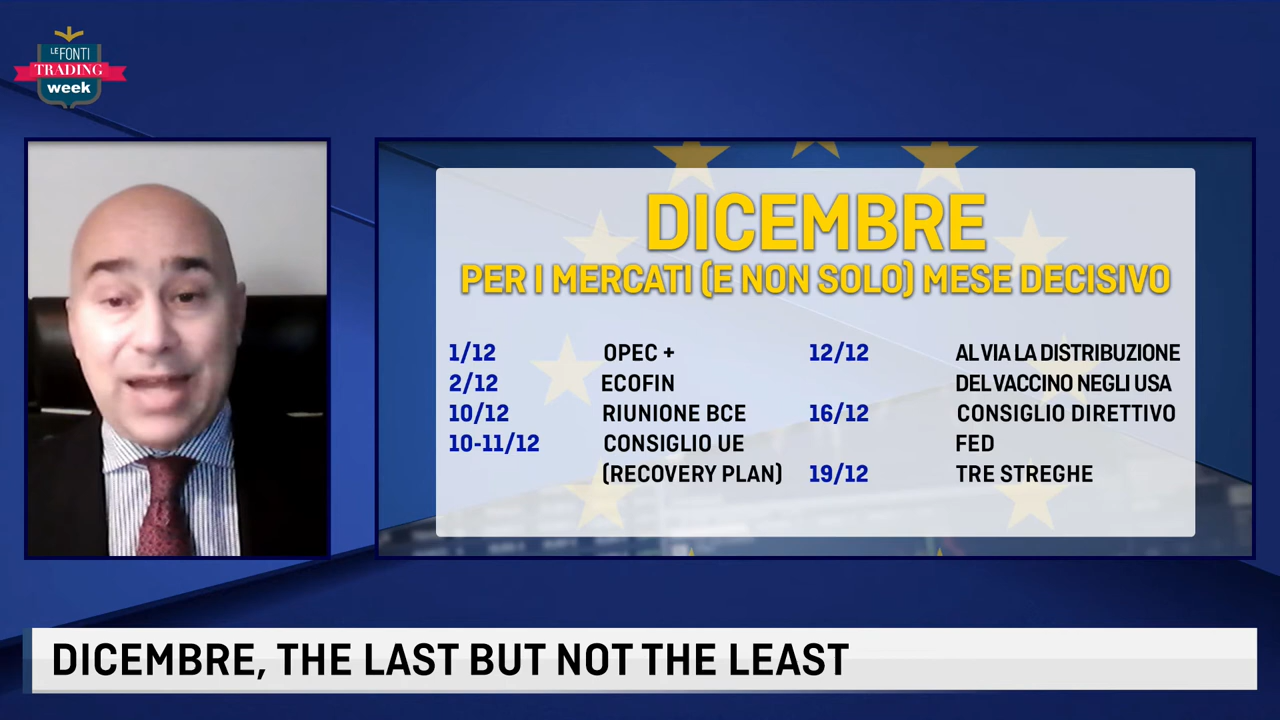 LE FONTI
TRADING
week
DICEMBRE
PER I MERCATI (E NON SOLO) MESE DECISIVO
1/12 OPEC +
2/12 ECOFIN
10/12 RIUNIONE BCE
10-11/12 CONSIGLIO UE
(RECOVERY PLAN)
12/12 AL VIA LA DISTRIBUZIONE
DEL VACCINO NEGLI USA
16/12 CONSIGLIO DIRETTIVO
FED
19/12 TRE STREGHE
DICEMBRE, THE LAST BUT NOT THE LEAST